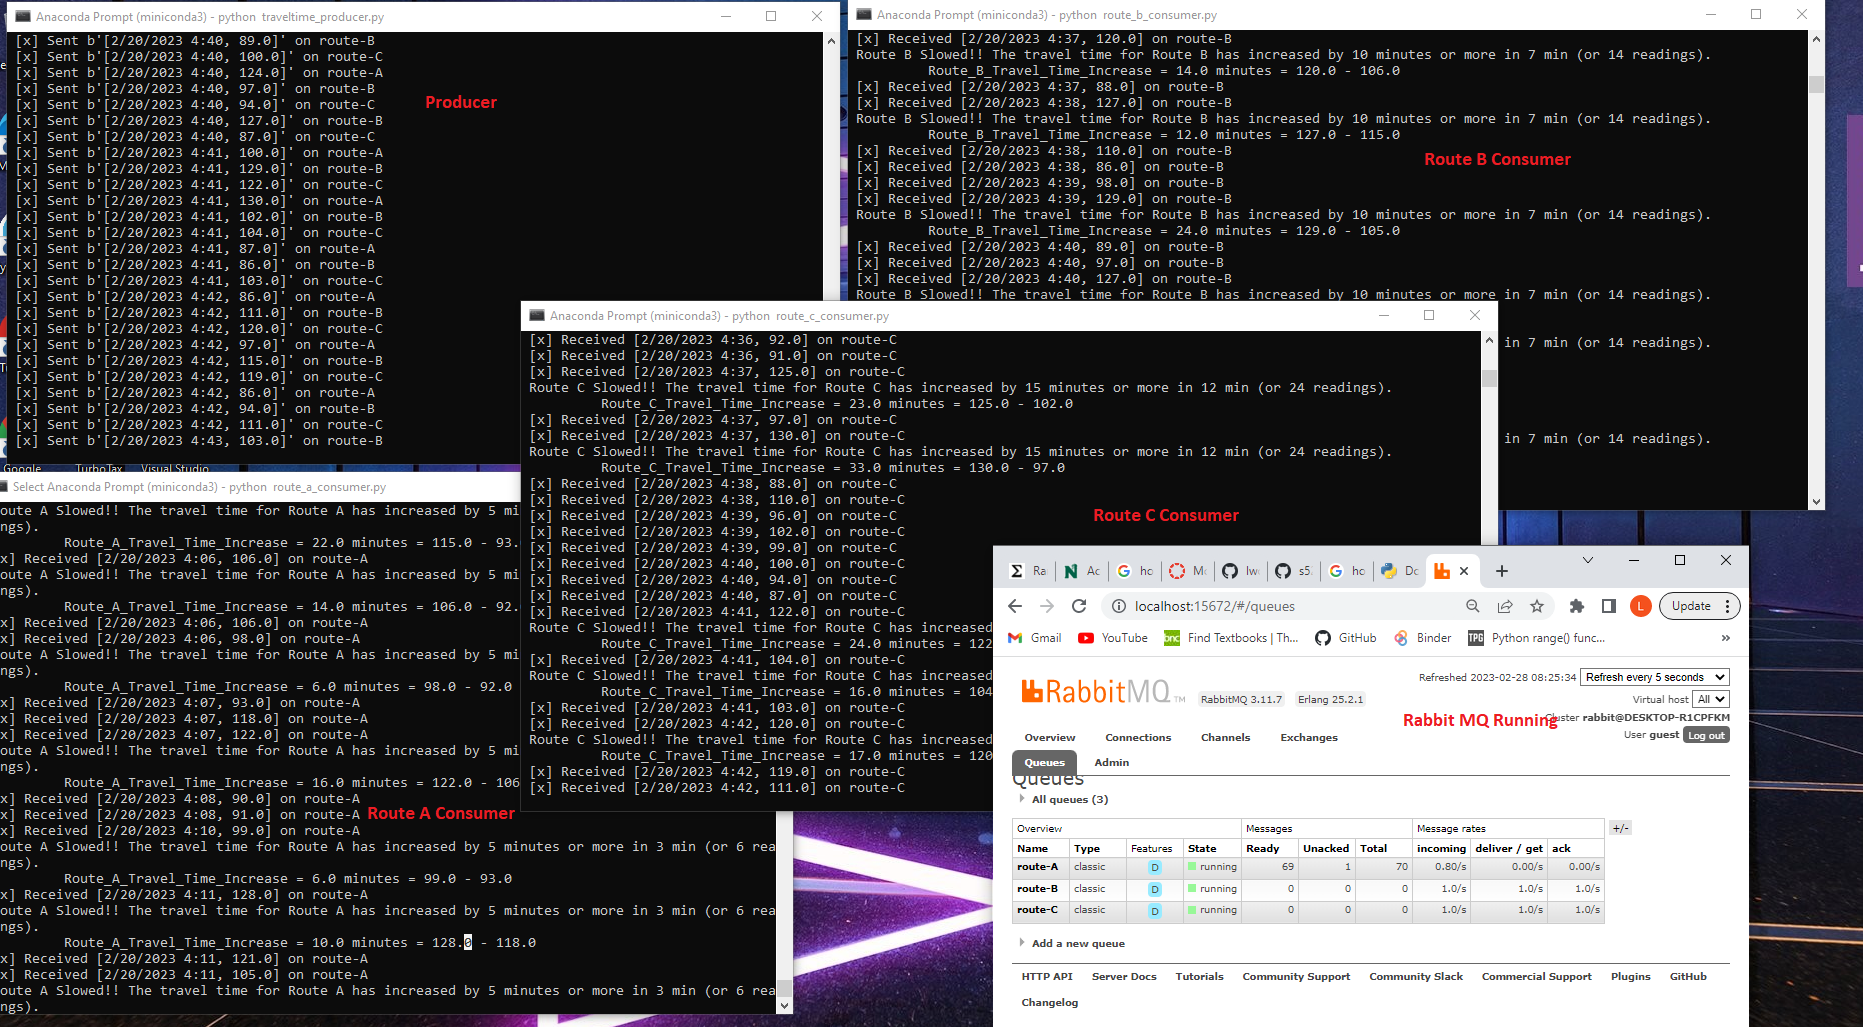 Anaconda Prompt (miniconda3) - python  traveltime_producer.py
[x] Sent b'[2/20/2023 4:40, 89.0]' on route-B
[x] Sent b'[2/20/2023 4:40, 100.0]' on route-C
[x] Sent b'[2/20/2023 4:40, 124.0]' on route-A
[x] Sent b'[2/20/2023 4:40, 97.0]' on route-B
[x] Sent b'[2/20/2023 4:40, 94.0]' on route-C
[x] Sent b'[2/20/2023 4:40, 127.0]' on route-B
[x] Sent b'[2/20/2023 4:40, 87.0]' on route-C
[x] Sent b'[2/20/2023 4:41, 100.0]' on route-A
[x] Sent b'[2/20/2023 4:41, 129.0]' on route-B
[x] Sent b'[2/20/2023 4:41, 122.0]' on route-C
[x] Sent b'[2/20/2023 4:41, 130.0]' on route-A
[x] Sent b'[2/20/2023 4:41, 102.0]' on route-B
[x] Sent b'[2/20/2023 4:41, 104.0]' on route-C
[x] Sent b'[2/20/2023 4:41, 87.0]' on route-A
[x] Sent b'[2/20/2023 4:41, 86.0]' on route-B
[x] Sent b'[2/20/2023 4:41, 103.0]' on route-C
[x] Sent b'[2/20/2023 4:42, 86.0]' on route-A
[x] Sent b'[2/20/2023 4:42, 111.0]' on route-B
[x] Sent b'[2/20/2023 4:42, 120.0]' on route-C
[x] Sent b'[2/20/2023 4:42, 97.0]' on route-A
[x] Sent b'[2/20/2023 4:42, 115.0]' on route-B
[x] Sent b'[2/20/2023 4:42, 119.0]' on route-C
[x] Sent b'[2/20/2023 4:42, 86.0]' on route-A
[x] Sent b'[2/20/2023 4:42, 94.0]' on route-B
[x] Sent b'[2/20/2023 4:42, 111.0]' on route-C
[x] Sent b'[2/20/2023 4:43, 103.0]' on route-B
Producer
Google TurboTax Visual Studio
Anaconda Prompt (miniconda3) - python  route_b_consumer.py
[x] Received [2/20/2023 4:37, 120.0] on route-B
Route B Slowed!! The travel time for Route B has increased by 10 minutes or more in 7 min (or 14 readings).
Route_B_Travel_Time_Increase = 14.0 minutes = 120.0 - 106.0
[x] Received [2/20/2023 4:37, 88.0] on route-B
[x] Received [2/20/2023 4:38, 127.0] on route-B
Route B Slowed!! The travel time for Route B has increased by 10 minutes or more in 7 min (or 14 readings).
Route_B_Travel_Time_Increase = 12.0 minutes = 127.0 - 115.0
[x] Received [2/20/2023 4:38, 110.0] on route-B
[x] Received [2/20/2023 4:38, 86.0] on route-B
[x] Received [2/20/2023 4:39, 98.0] on route-B
[x] Received [2/20/2023 4:39, 129.0] on route-B
Route B Slowed!! The travel time for Route B has increased by 10 minutes or more in 7 min (or 14 readings).
Route_B_Travel_Time_Increase = 24.0 minutes = 129.0 - 105.0
[x] Received [2/20/2023 4:40, 89.0] on route-B
[x] Received [2/20/2023 4:40, 97.0] on route-B
[x] Received [2/20/2023 4:40, 127.0] on route-B
Route B Slowed!! The travel time for Route B has increased by 10 minutes or more in 7 min (or 14 readings).
in 7 min (or 14 readings).
in 7 min (or 14 readings).
Route B Consumer
Anaconda Prompt (miniconda3) - python  route_c_consumer.py
[x] Received [2/20/2023 4:36, 92.0] on route-C
[x] Received [2/20/2023 4:36, 91.0] on route-C
[x] Received [2/20/2023 4:37, 125.0] on route-C
Route C Slowed!! The travel time for Route C has increased by 15 minutes or more in 12 min (or 24 readings).
Route_C_Travel_Time_Increase = 23.0 minutes = 125.0 - 102.0
[x] Received [2/20/2023 4:37, 97.0] on route-C
[x] Received [2/20/2023 4:37, 130.0] on route-C
Route C Slowed!! The travel time for Route C has increased by 15 minutes or more in 12 min (or 24 readings).
Route_C_Travel_Time_Increase = 33.0 minutes = 130.0 - 97.0
[x] Received [2/20/2023 4:38, 88.0] on route-C
[x] Received [2/20/2023 4:38, 110.0] on route-C
[x] Received [2/20/2023 4:39, 96.0] on route-C
[x] Received [2/20/2023 4:39, 102.0] on route-C
[x] Received [2/20/2023 4:39, 99.0] on route-C
[x] Received [2/20/2023 4:40, 100.0] on route-C
[x] Received [2/20/2023 4:40, 94.0] on route-C
[x] Received [2/20/2023 4:40, 87.0] on route-C
[x] Received [2/20/2023 4:41, 122.0] on route-C
Route C Slowed!! The travel time for Route C has increased
Route_C_Travel_Time_Increase = 24.0 minutes = 122
[x] Received [2/20/2023 4:41, 104.0] on route-C
Route C Slowed!! The travel time for Route C has increased
Route_C_Travel_Time_Increase = 16.0 minutes = 104
[x] Received [2/20/2023 4:41, 103.0] on route-C
[x] Received [2/20/2023 4:42, 120.0] on route-C
Route C Slowed!! The travel time for Route C has increased
Route_C_Travel_Time_Increase = 17.0 minutes = 120
[x] Received [2/20/2023 4:42, 119.0] on route-C
[x] Received [2/20/2023 4:42, 111.0] on route-C
Route C Consumer
Select Anaconda Prompt (miniconda3) - python  route_a_consumer.py
oute A Slowed!! The travel time for Route A has increased by 5 mi
ngs).
Route_A_Travel_Time_Increase = 22.0 minutes = 115.0 - 93.
x] Received [2/20/2023 4:06, 106.0] on route-A
oute A Slowed!! The travel time for Route A has increased by 5 mi
ngs).
Route_A_Travel_Time_Increase = 14.0 minutes = 106.0 - 92.
x] Received [2/20/2023 4:06, 106.0] on route-A
x] Received [2/20/2023 4:06, 98.0] on route-A
oute A Slowed!! The travel time for Route A has increased by 5 mi
ngs).
Route_A_Travel_Time_Increase = 6.0 minutes = 98.0 - 92.0
x] Received [2/20/2023 4:07, 93.0] on route-A
x] Received [2/20/2023 4:07, 118.0] on route-A
x] Received [2/20/2023 4:07, 122.0] on route-A
oute A Slowed!! The travel time for Route A has increased by 5 mi
ngs).
Route_A_Travel_Time_Increase = 16.0 minutes = 122.0 - 106
x] Received [2/20/2023 4:08, 90.0] on route-A
x] Received [2/20/2023 4:08, 91.0] on route-A
x] Received [2/20/2023 4:10, 99.0] on route-A
oute A Slowed!! The travel time for Route A has increased by 5 minutes or more in 3 min (or 6 rea
ngs).
Route_A_Travel_Time_Increase = 6.0 minutes = 99.0 - 93.0
x] Received [2/20/2023 4:11, 128.0] on route-A
oute A Slowed!! The travel time for Route A has increased by 5 minutes or more in 3 min (or 6 rea
ngs).
Route_A_Travel_Time_Increase = 10.0 minutes = 128.0 - 118.0
x] Received [2/20/2023 4:11, 121.0] on route-A
x] Received [2/20/2023 4:11, 105.0] on route-A
oute A Slowed!! The travel time for Route A has increased by 5 minutes or more in 3 min (or 6 rea
ngs).
Route A Consumer
Ra Ac ho Mo lw s5. ho Do
localhost:15672/#/queues L Update
Gmail YouTube bnc Find Textbooks | Th... GitHub Binder TPG Python range() func... »
Refreshed 2023-02-28 08:25:34 Refresh every 5 seconds
RabbitMQ TM RabbitMQ 3.11.7 Erlang 25.2.1
Virtual host All
Rabbit MQ Running
Cluster rabbit@DESKTOP-R1CPFKM
User guest Log out
Overview Connections Channels Exchanges
Queues Admin
Queues
All queues (3)
Overview Messages Message rates +/-
Name Type Features State Ready Unacked Total incoming deliver / get ack
route-A classic D running 69 1 70 0.80/s 0.00/s 0.00/s
route-B classic D running 0 0 0 1.0/s 1.0/s 1.0/s
route-C classic D running 0 0 0 1.0/s 1.0/s 1.0/s
Add a new queue
HTTP API Server Docs Tutorials Community Support Community Slack Commercial Support Plugins GitHub
Changelog